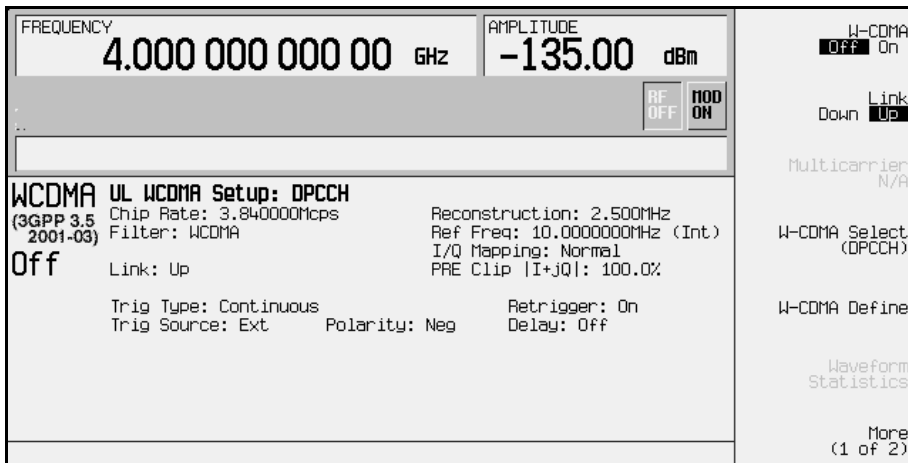 FREQUENCY
4.000 000 000 00 GHz
AMPLITUDE
-135.00 dBm
RF OFF
MOD ON
WCDMA
(3GPP 3.5
2001-03)
Off
UL WCDMA Setup: DPCCH
Chip Rate: 3.840000Mcps
Filter: WCDMA
Link: Up
Reconstruction: 2.500MHz
Ref Freq: 10.0000000MHz (Int)
I/Q Mapping: Normal
PRE Clip |I+jQ|: 100.0%
Trig Type: Continuous
Retrigger: On
Trig Source: Ext
Polarity: Neg
Delay: Off
W-CDMA
Off On
Link
Down Up
Multicarrier
N/A
W-CDMA Select
(DPCCH)
W-CDMA Define
Waveform
Statistics
More
(1 of 2)